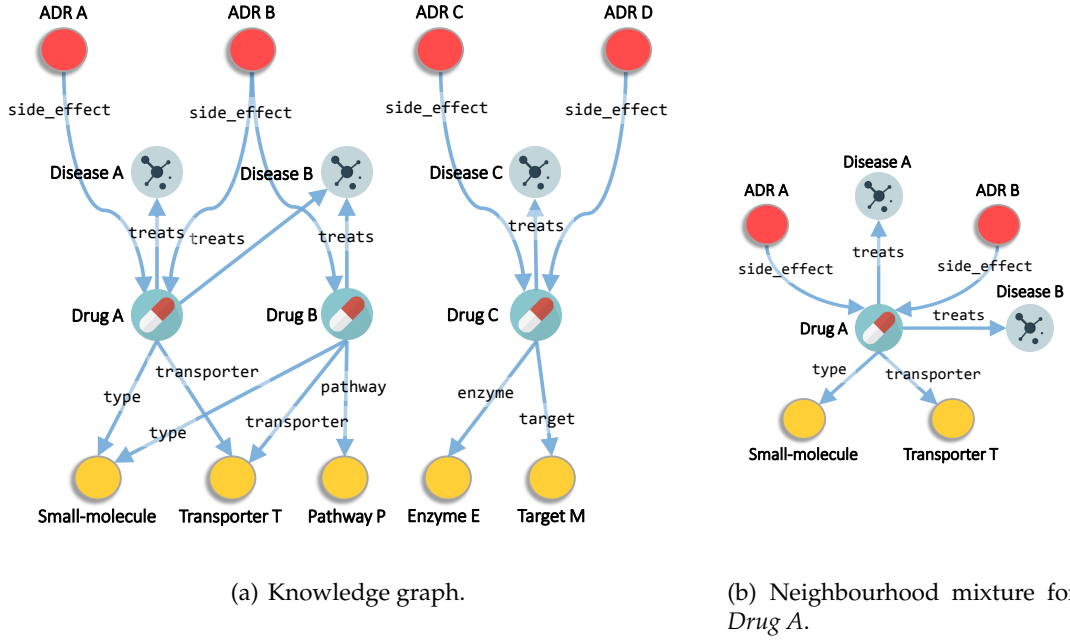 ADR A
ADR B
ADR C
ADR D
side_effect
side_effect
side_effect
side_effect
Disease A
Disease B
Disease C
treats
treats
treats
treats
Drug A
Drug B
Drug C
type
transporter
pathway
type
transporter
enzyme
target
Small-molecule
Transporter T
Pathway P
Enzyme E
Target M
(a) Knowledge graph.
Disease A
ADR A
ADR B
side_effect
treats
side_effect
Disease B
Drug A
treats
type
transporter
Small-molecule
Transporter T
(b) Neighbourhood mixture for
Drug A.